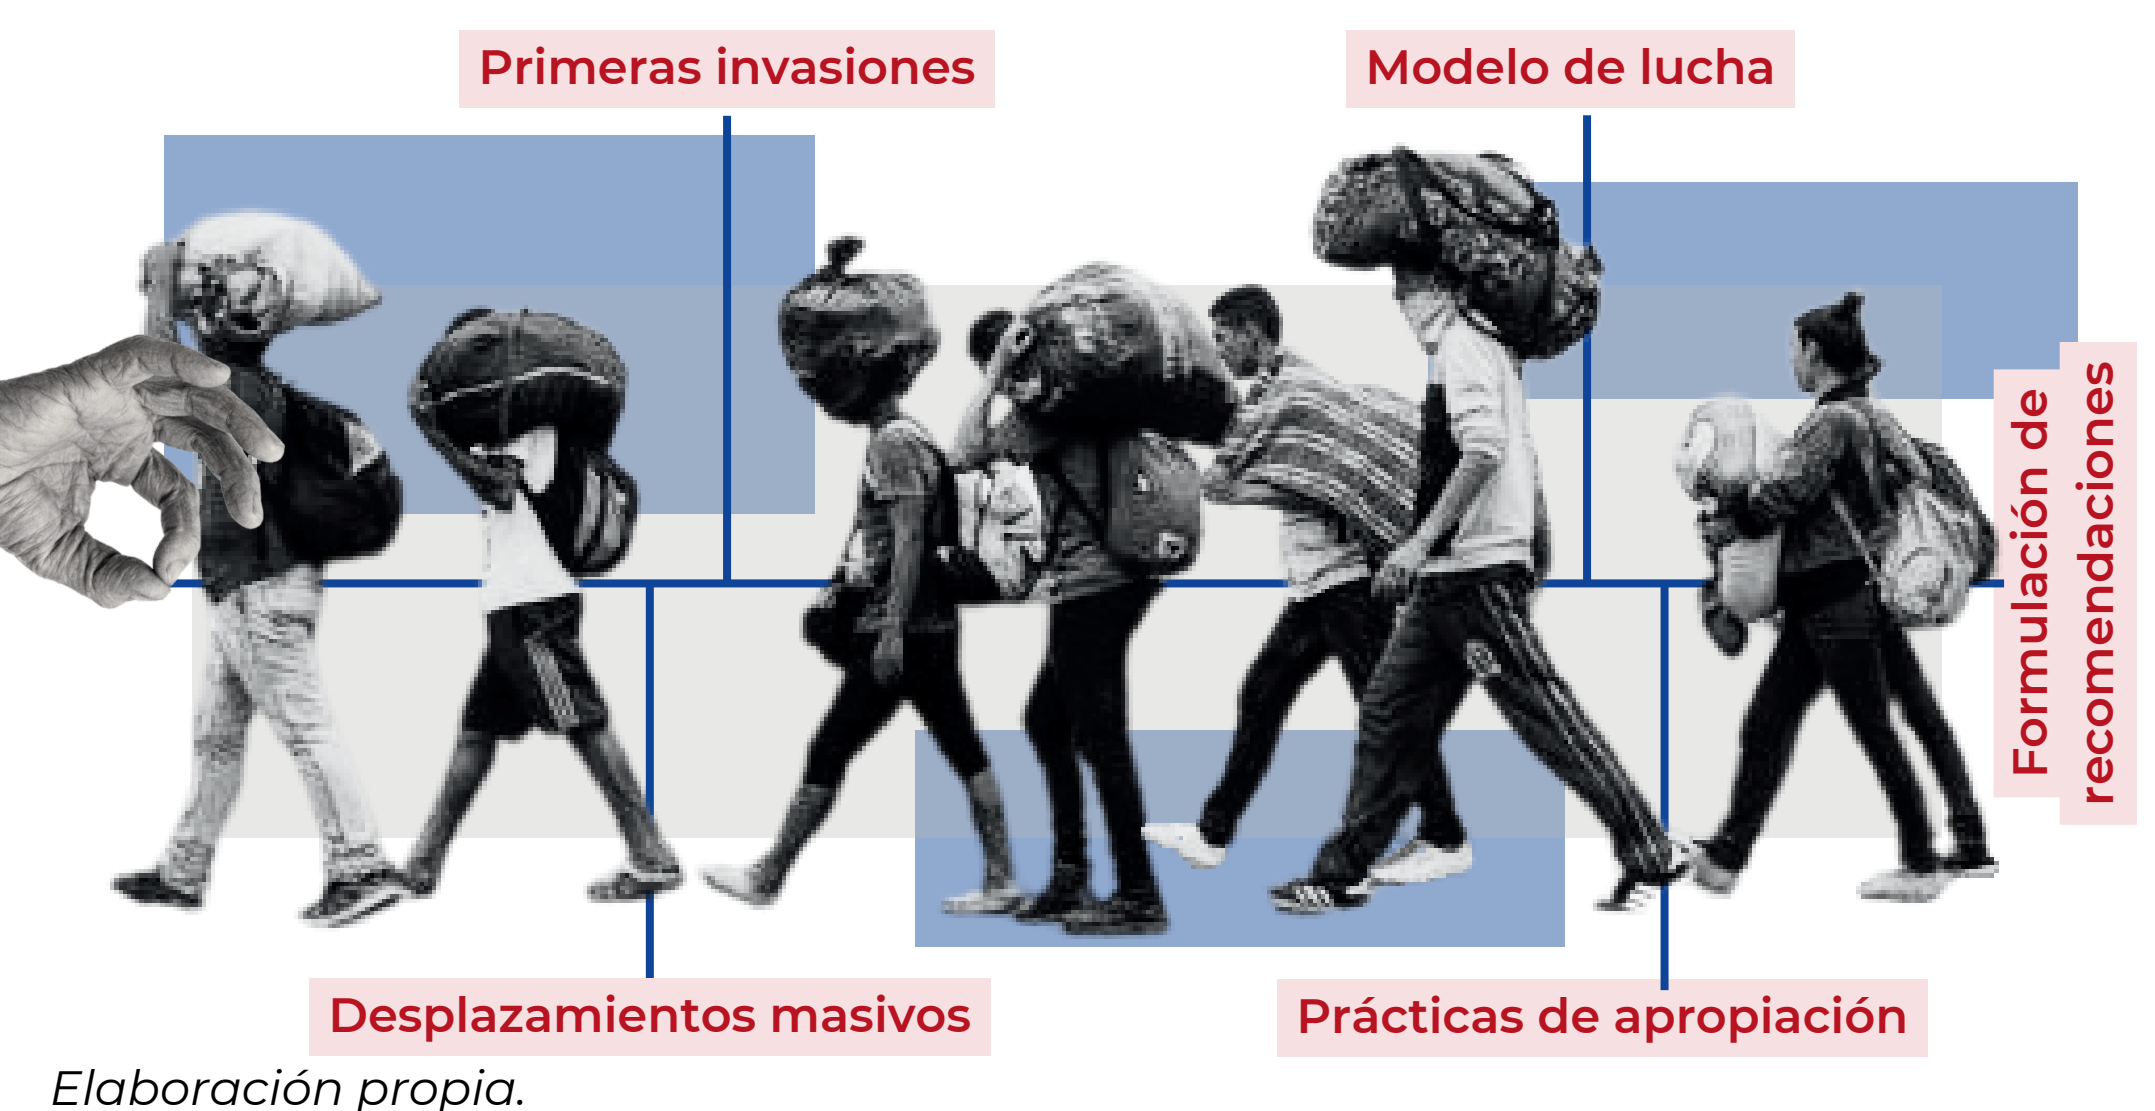 Primeras invasiones
Modelo de lucha
Formulación de
recomendaciones
Desplazamientos masivos
Prácticas de apropiación
Elaboración propia.